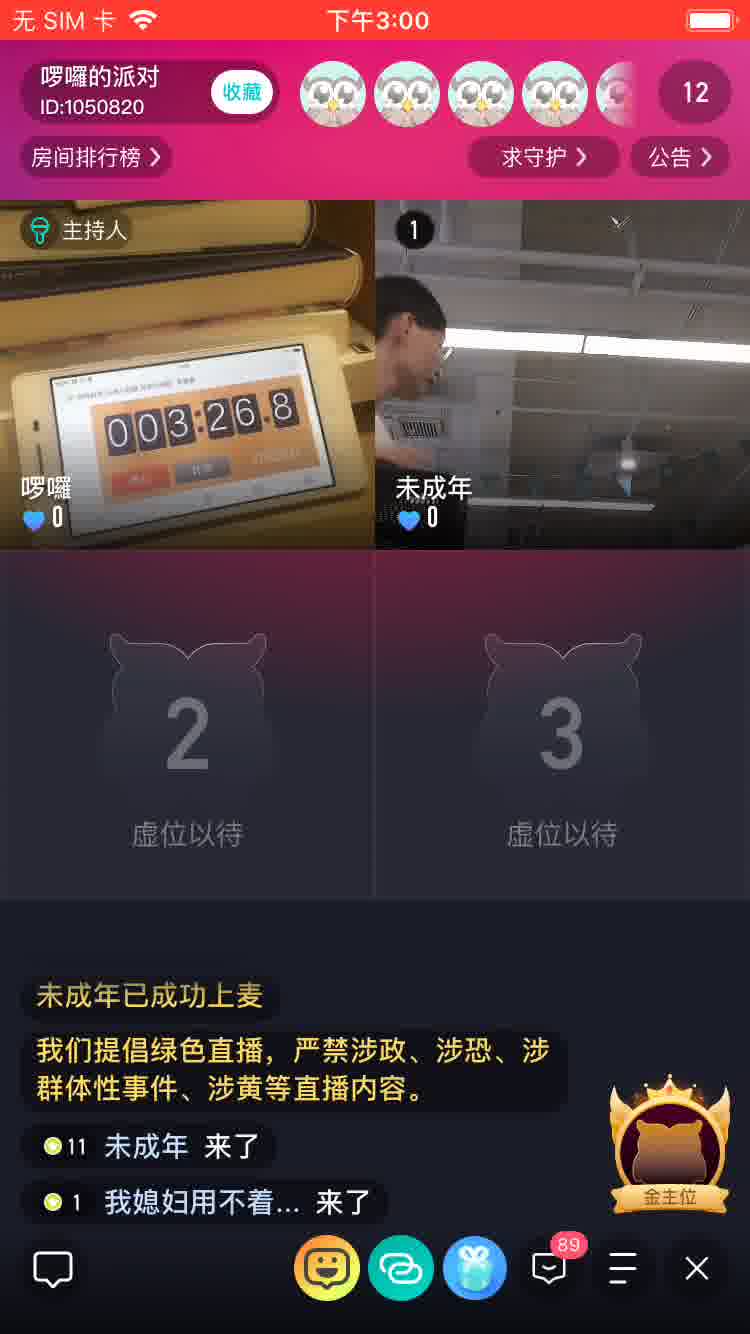 无 SIM 卡
下午3:00
啰囉的派对
ID:1050820
收藏
12
房间排行榜
求守护
公告
主持人
1
003:26.8
啰囉
0
未成年
0
2
3
虚位以待
虚位以待
未成年已成功上麦
我们提倡绿色直播，严禁涉政、涉恐、涉
群体性事件、涉黄等直播内容。
11 未成年 来了
1 我媳妇用不着... 来了
金主位
89